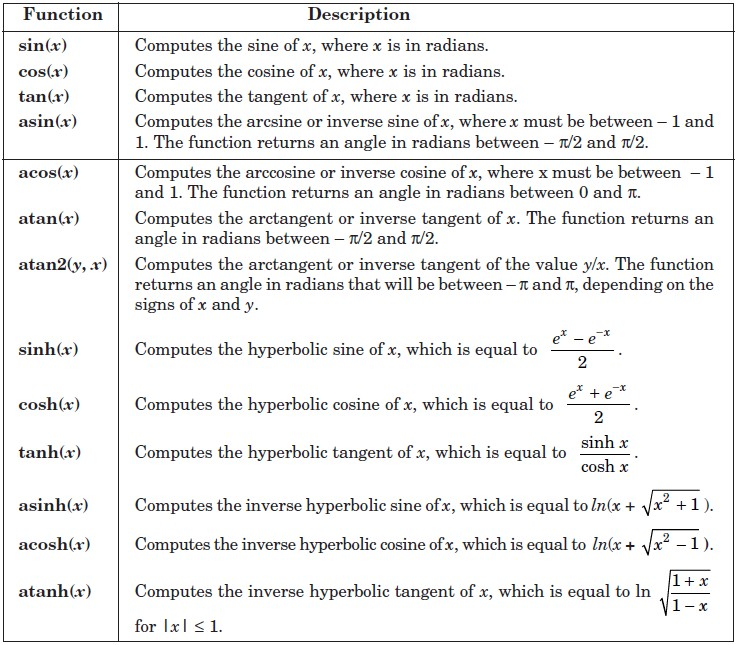 Function Description
sin(x) Computes the sine of x, where x is in radians.
cos(x) Computes the cosine of x, where x is in radians.
tan(x) Computes the tangent of x, where x is in radians.
asin(x) Computes the arcsine or inverse sine of x, where x must be between – 1 and
1. The function returns an angle in radians between – π/2 and π/2.
acos(x) Computes the arccosine or inverse cosine of x, where x must be between – 1
and 1. The function returns an angle in radians between 0 and π.
atan(x) Computes the arctangent or inverse tangent of x. The function returns an
angle in radians between – π/2 and π/2.
atan2(y, x) Computes the arctangent or inverse tangent of the value y/x. The function
returns an angle in radians that will be between – π and π, depending on the
signs of x and y.
sinh(x) Computes the hyperbolic sine of x, which is equal to (e^x – e^–x)/2 .
cosh(x) Computes the hyperbolic cosine of x, which is equal to (e^x + e^–x)/2 .
tanh(x) Computes the hyperbolic tangent of x, which is equal to sinh x/cosh x .
asinh(x) Computes the inverse hyperbolic sine of x, which is equal to ln(x + √(x² + 1) ).
acosh(x) Computes the inverse hyperbolic cosine of x, which is equal to ln(x + √(x² – 1) ).
atanh(x) Computes the inverse hyperbolic tangent of x, which is equal to ln √((1 + x)/(1 – x))
for |x| ≤ 1.